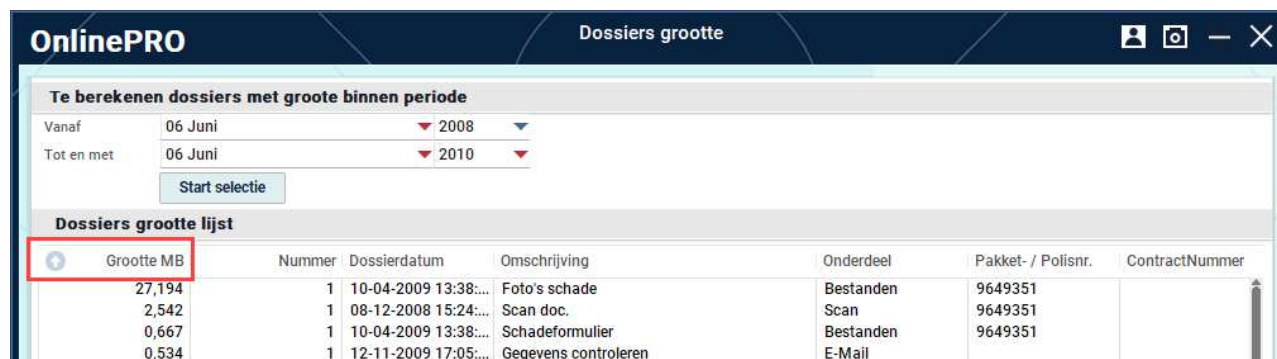 OnlinePRO Dossiers grootte
Te berekenen dossiers met groote binnen periode
Vanaf 06 Juni 2008
Tot en met 06 Juni 2010
Start selectie
Dossiers grootte lijst
Grootte MB Nummer Dossierdatum Omschrijving Onderdeel Pakket- / Polisnr. ContractNummer
27,194 1 10-04-2009 13:38:... Foto's schade Bestanden 9649351
2,542 1 08-12-2008 15:24:... Scan doc. Scan 9649351
0,667 1 10-04-2009 13:38:... Schadeformulier Bestanden 9649351
0,534 1 12-11-2009 17:05:... Gegevens controleren E-Mail